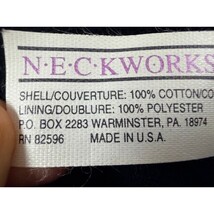 N·E·C·KWORKS
SHELL/COUVERTURE: 100% COTTON/CO
LINING/DOUBLURE: 100% POLYESTER
P.O. BOX 2283 WARMINSTER, PA. 18974
RN 82596 MADE IN U.S.A.